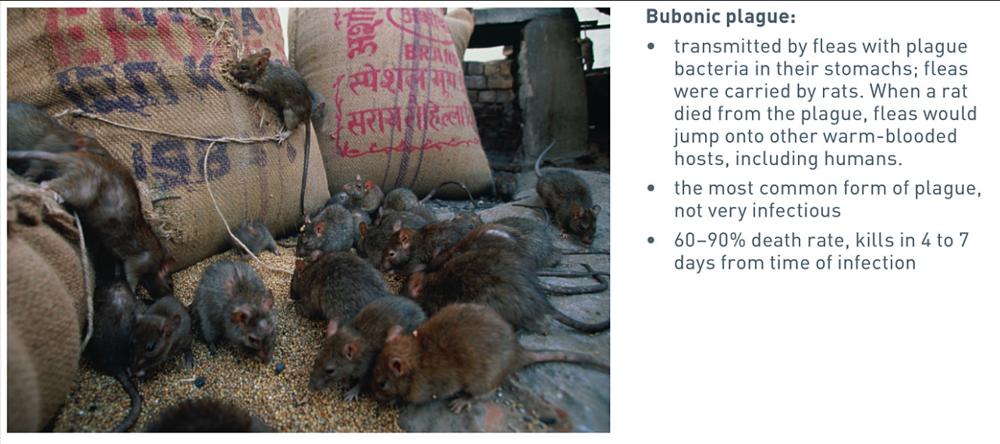 BRAND
स्पेशल
सराय
Bubonic plague:
• transmitted by fleas with plague
bacteria in their stomachs; fleas
were carried by rats. When a rat
died from the plague, fleas would
jump onto other warm-blooded
hosts, including humans.
• the most common form of plague,
not very infectious
• 60–90% death rate, kills in 4 to 7
days from time of infection